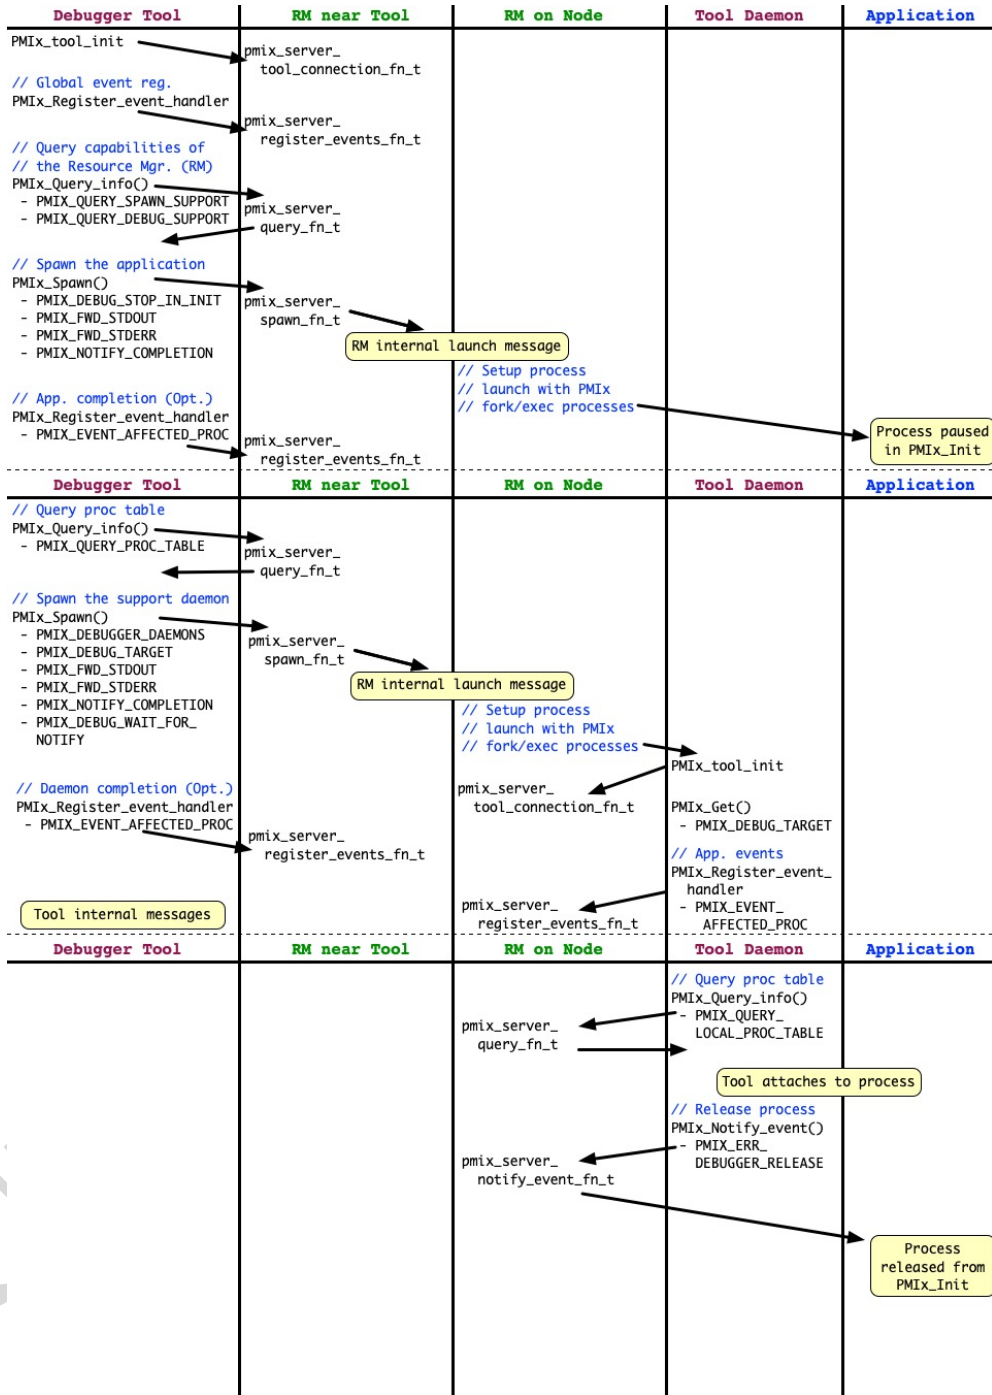 Debugger Tool RM near Tool RM on Node Tool Daemon Application
PMIx_tool_init
pmix_server_
tool_connection_fn_t
// Global event reg.
PMIx_Register_event_handler
pmix_server_
register_events_fn_t
// Query capabilities of
// the Resource Mgr. (RM)
PMIx_Query_info()
- PMIX_QUERY_SPAWN_SUPPORT
- PMIX_QUERY_DEBUG_SUPPORT
pmix_server_
query_fn_t
// Spawn the application
PMIx_Spawn()
- PMIX_DEBUG_STOP_IN_INIT
- PMIX_FWD_STDOUT
- PMIX_FWD_STDERR
- PMIX_NOTIFY_COMPLETION
pmix_server_
spawn_fn_t
RM internal launch message
// Setup process
// launch with PMIx
// fork/exec processes
Process paused
in PMIx_Init
// App. completion (Opt.)
PMIx_Register_event_handler
- PMIX_EVENT_AFFECTED_PROC
pmix_server_
register_events_fn_t
Debugger Tool RM near Tool RM on Node Tool Daemon Application
// Query proc table
PMIx_Query_info()
- PMIX_QUERY_PROC_TABLE
pmix_server_
query_fn_t
// Spawn the support daemon
PMIx_Spawn()
- PMIX_DEBUGGER_DAEMONS
- PMIX_DEBUG_TARGET
- PMIX_FWD_STDOUT
- PMIX_FWD_STDERR
- PMIX_NOTIFY_COMPLETION
- PMIX_DEBUG_WAIT_FOR_
NOTIFY
pmix_server_
spawn_fn_t
RM internal launch message
// Setup process
// launch with PMIx
// fork/exec processes
PMIx_tool_init
pmix_server_
tool_connection_fn_t
PMIx_Get()
- PMIX_DEBUG_TARGET
// Daemon completion (Opt.)
PMIx_Register_event_handler
- PMIX_EVENT_AFFECTED_PROC
pmix_server_
register_events_fn_t
// App. events
PMIx_Register_event_
handler
- PMIX_EVENT_
AFFECTED_PROC
pmix_server_
register_events_fn_t
Tool internal messages
Debugger Tool RM near Tool RM on Node Tool Daemon Application
// Query proc table
PMIx_Query_info()
- PMIX_QUERY_
LOCAL_PROC_TABLE
pmix_server_
query_fn_t
Tool attaches to process
// Release process
PMIx_Notify_event()
- PMIX_ERR_
DEBUGGER_RELEASE
pmix_server_
notify_event_fn_t
Process
released from
PMIx_Init